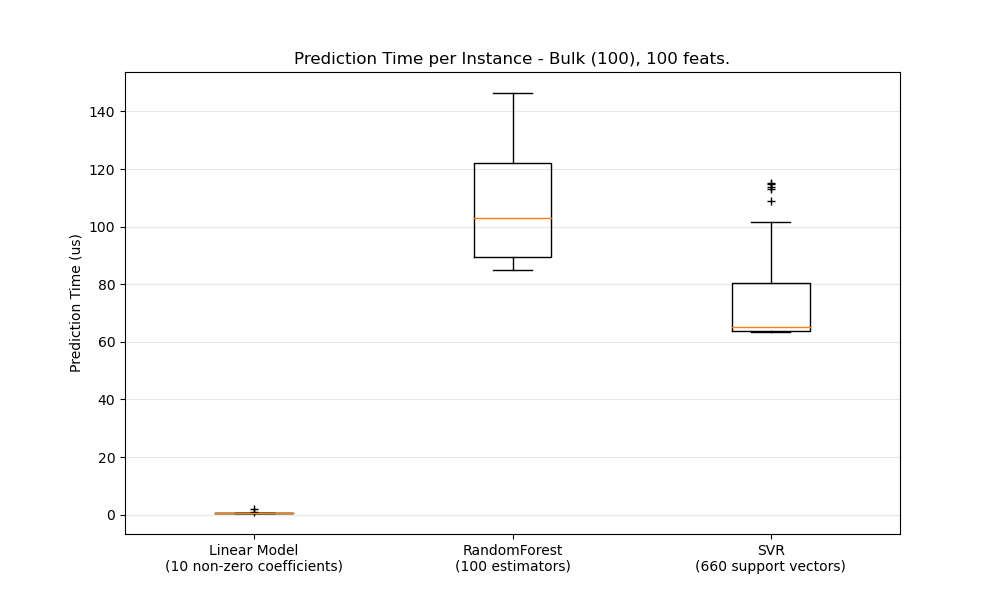 Prediction Time per Instance - Bulk (100), 100 feats.
Prediction Time (us)
140
120
100
80
60
40
20
0
Linear Model
(10 non-zero coefficients)
RandomForest
(100 estimators)
SVR
(660 support vectors)